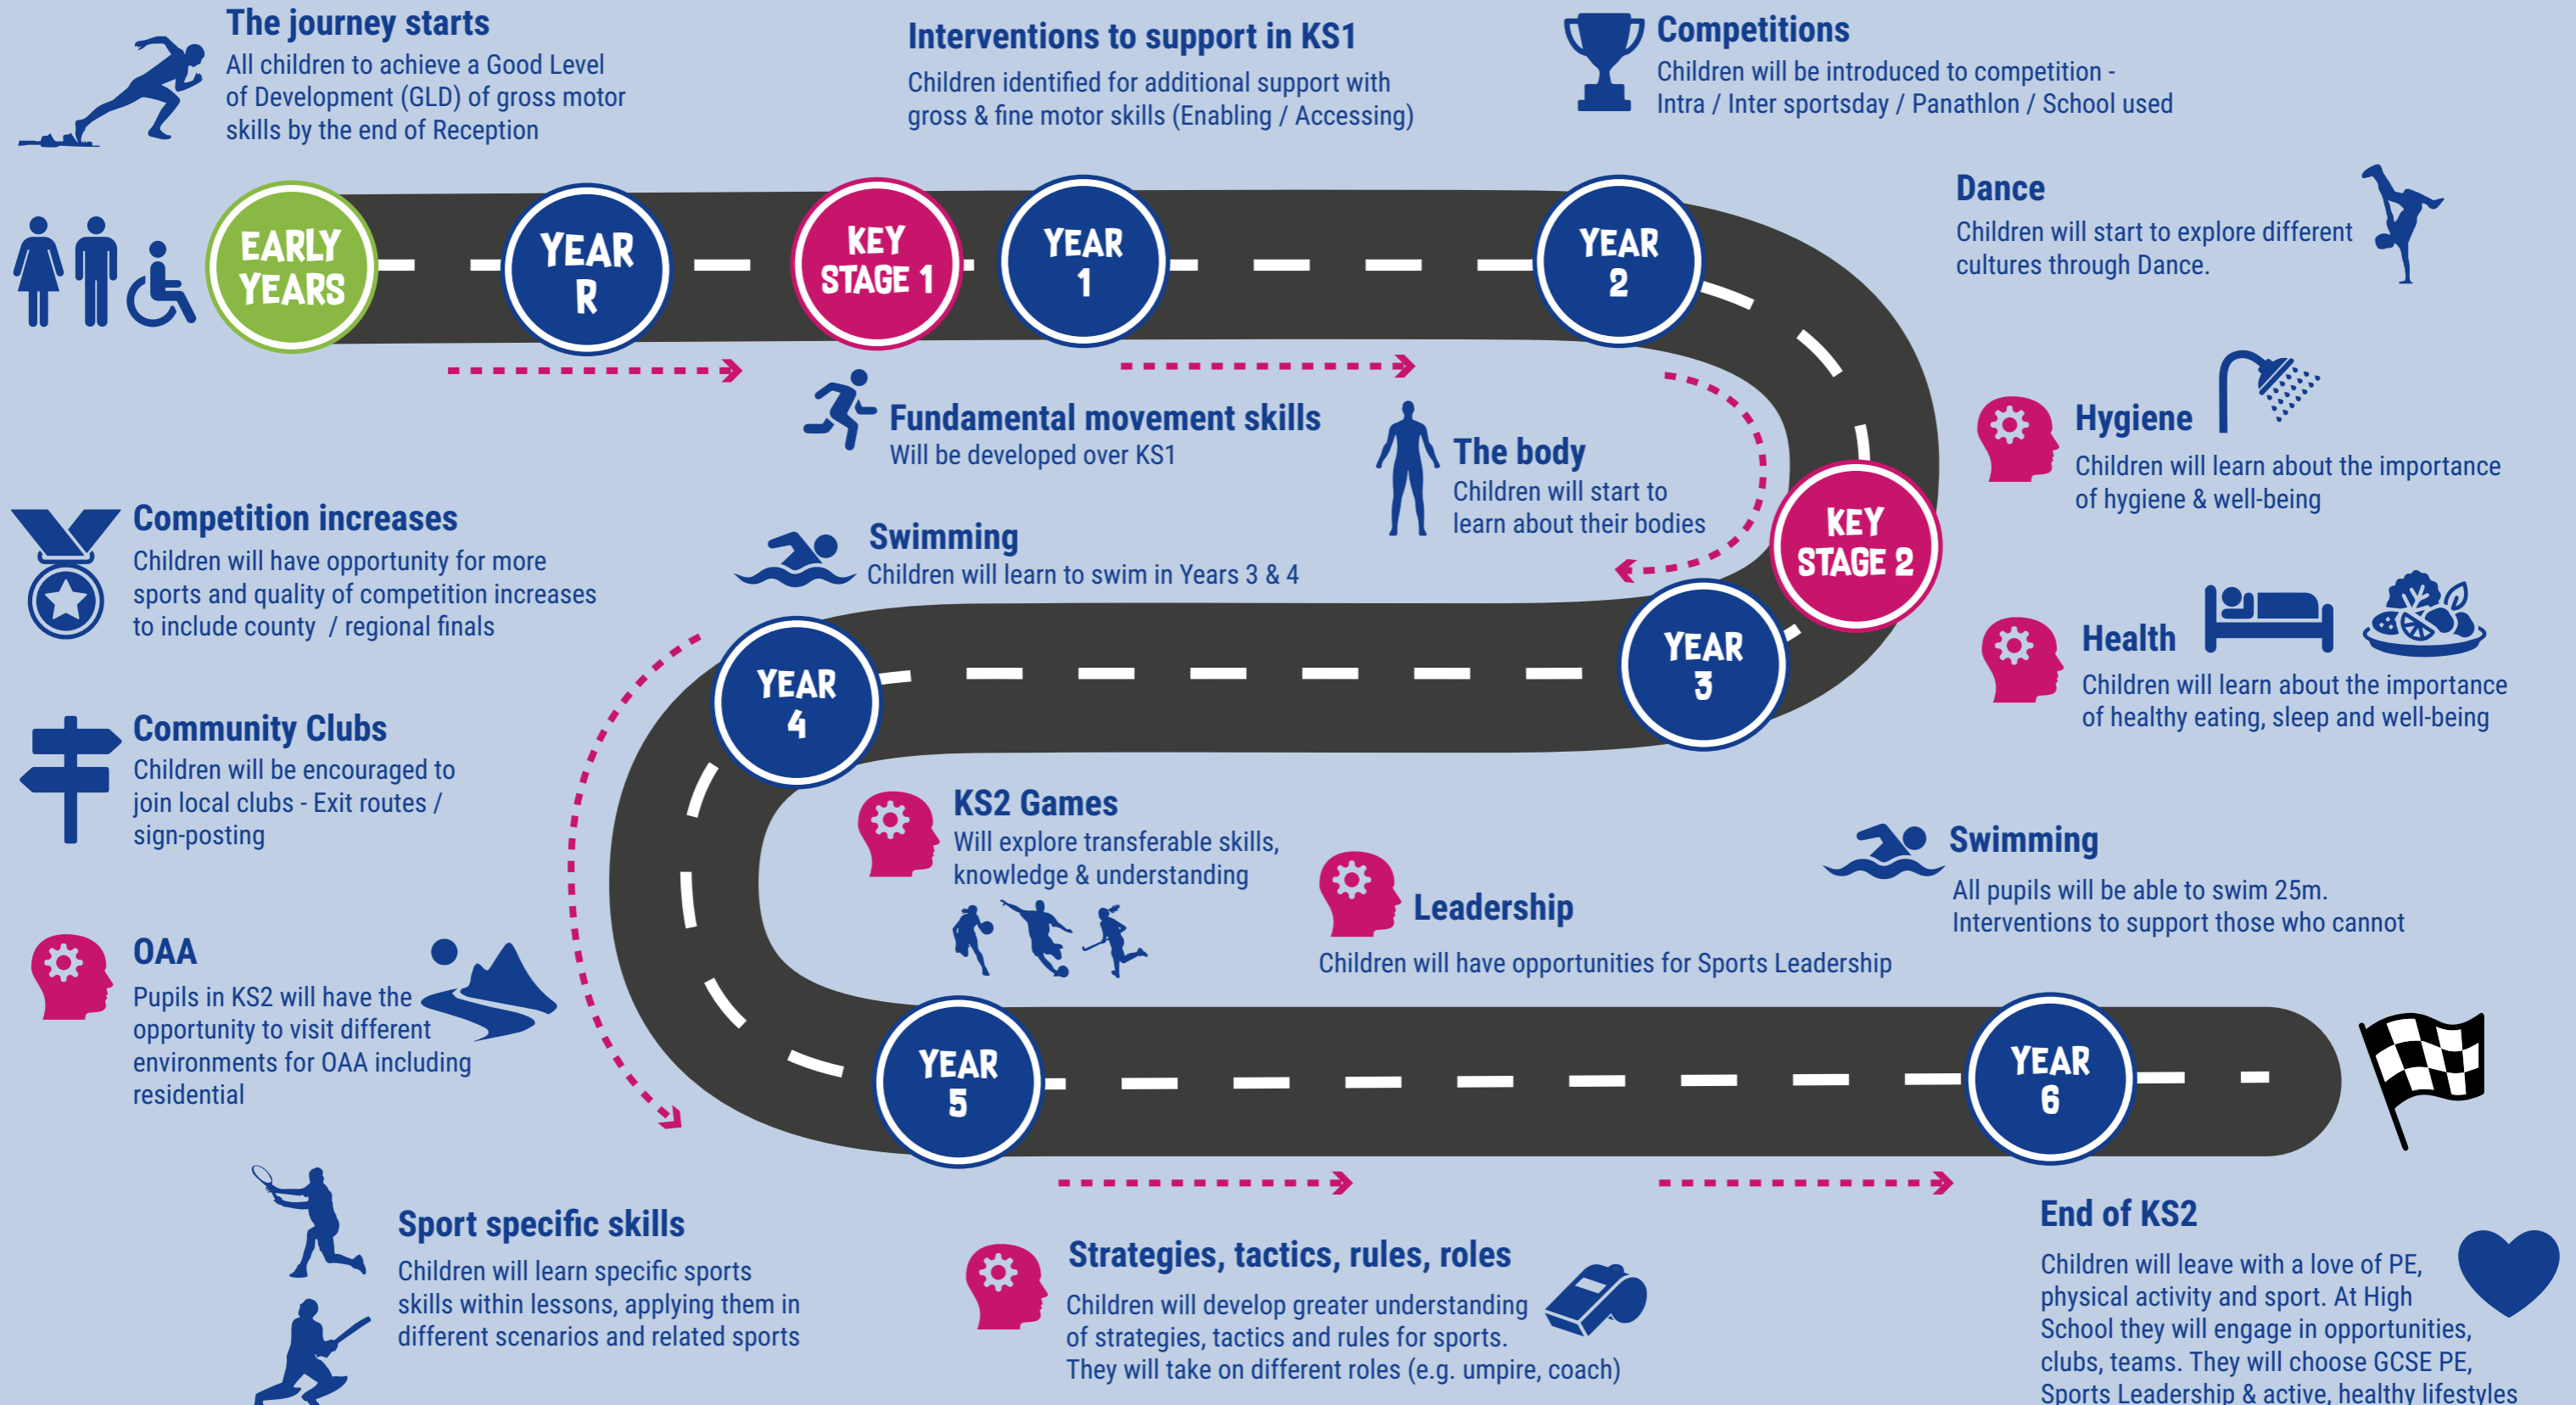 The journey starts
All children to achieve a Good Level
of Development (GLD) of gross motor
skills by the end of Reception
Interventions to support in KS1
Children identified for additional support with
gross & fine motor skills (Enabling / Accessing)
Competitions
Children will be introduced to competition -
Intra / Inter sportsday / Panathlon / School used
EARLY
YEARS
YEAR
R
KEY
STAGE 1
YEAR
1
YEAR
2
Dance
Children will start to explore different
cultures through Dance.
Fundamental movement skills
Will be developed over KS1
The body
Children will start to
learn about their bodies
Hygiene
Children will learn about the importance
of hygiene & well-being
KEY
STAGE 2
Health
Children will learn about the importance
of healthy eating, sleep and well-being
YEAR
3
Swimming
Children will learn to swim in Years 3 & 4
YEAR
4
Competition increases
Children will have opportunity for more
sports and quality of competition increases
to include county / regional finals
Community Clubs
Children will be encouraged to
join local clubs - Exit routes /
sign-posting
OAA
Pupils in KS2 will have the
opportunity to visit different
environments for OAA including
residential
KS2 Games
Will explore transferable skills,
knowledge & understanding
Leadership
Children will have opportunities for Sports Leadership
Swimming
All pupils will be able to swim 25m.
Interventions to support those who cannot
YEAR
5
YEAR
6
Sport specific skills
Children will learn specific sports
skills within lessons, applying them in
different scenarios and related sports
Strategies, tactics, rules, roles
Children will develop greater understanding
of strategies, tactics and rules for sports.
They will take on different roles (e.g. umpire, coach)
End of KS2
Children will leave with a love of PE,
physical activity and sport. At High
School they will engage in opportunities,
clubs, teams. They will choose GCSE PE,
Sports Leadership & active, healthy lifestyles